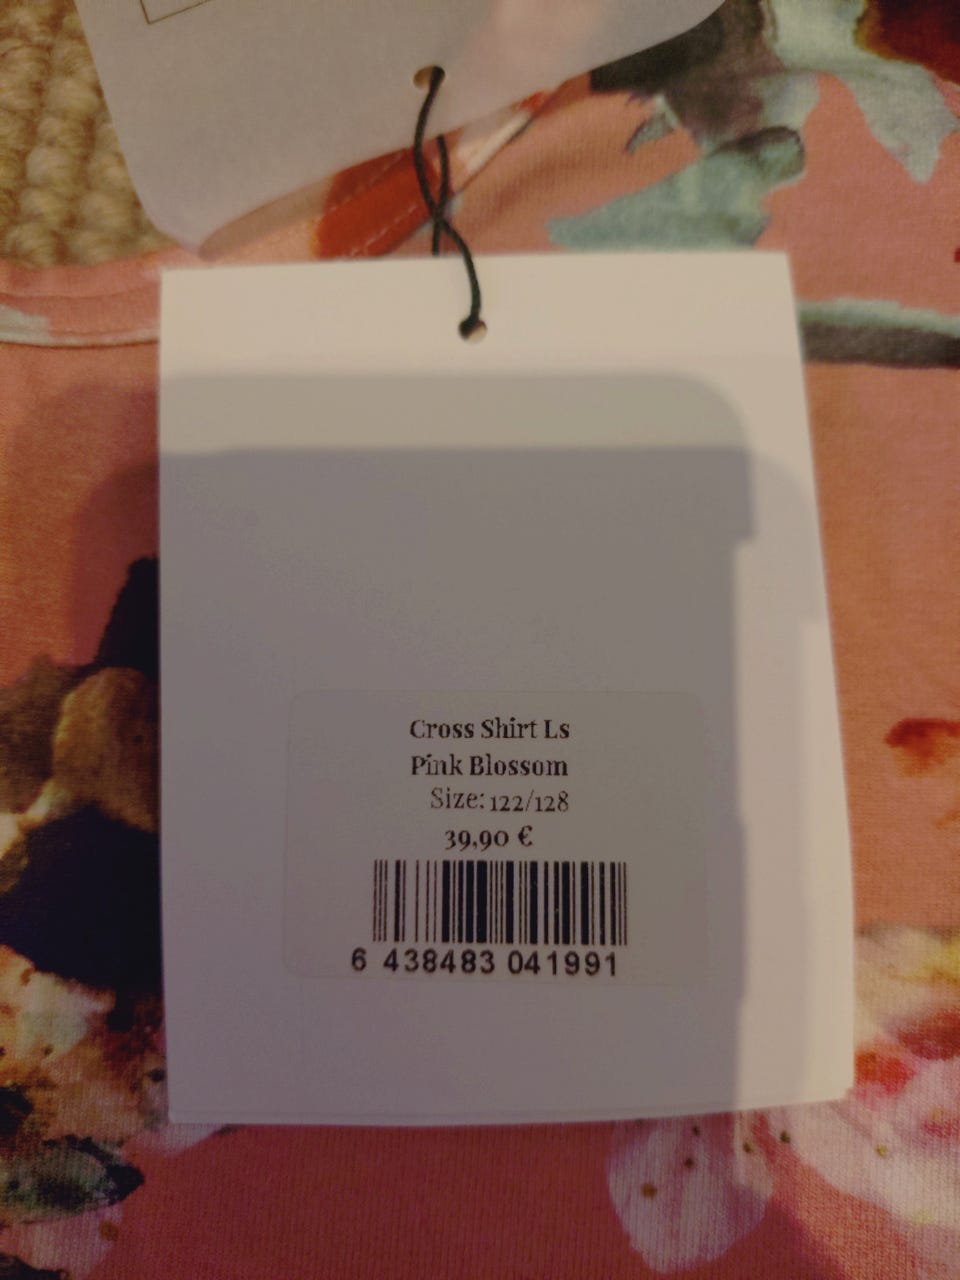 Cross Shirt Ls
Pink Blossom
Size: 122/128
39,90 €
6 438483 041991